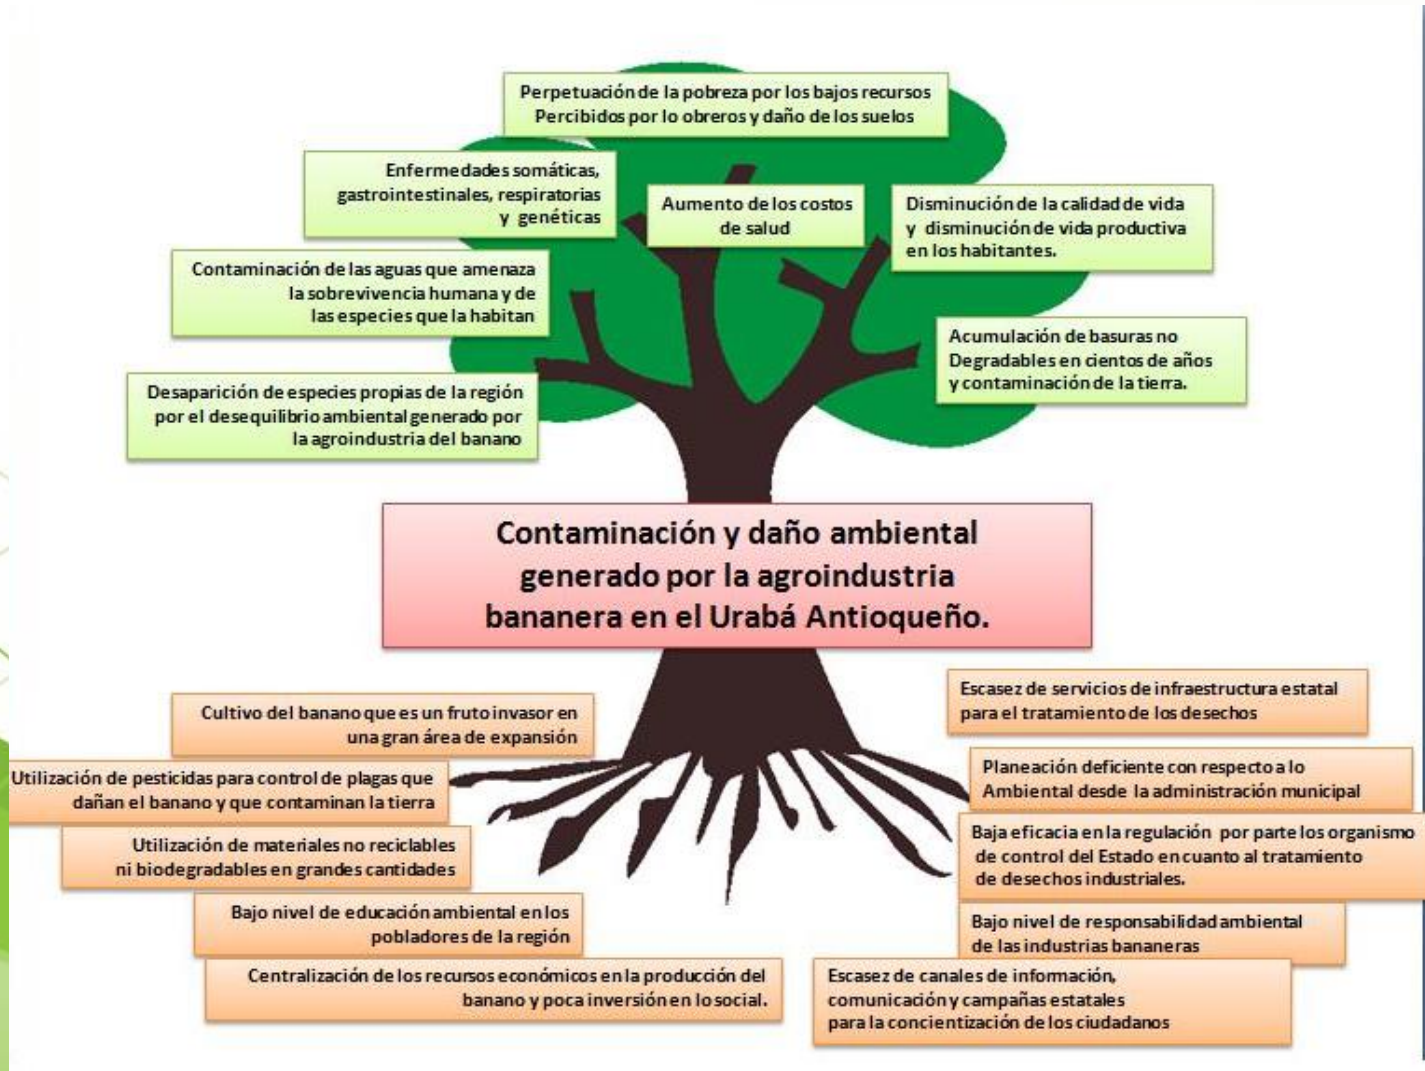 Perpetuación de la pobreza por los bajos recursos
Percibidos por lo obreros y daño de los suelos
Enfermedades somáticas,
gastrointestinales, respiratorias
y genéticas
Aumento de los costos
de salud
Disminución de la calidad de vida
y disminución de vida productiva
en los habitantes.
Contaminación de las aguas que amenaza
la sobrevivencia humana y de
las especies que la habitan
Acumulación de basuras no
Degradables en cientos de años
y contaminación de la tierra.
Desaparición de especies propias de la región
por el desequilibrio ambiental generado por
la agroindustria del banano
Contaminación y daño ambiental
generado por la agroindustria
bananera en el Urabá Antioqueño.
Cultivo del banano que es un fruto invasor en
una gran área de expansión
Utilización de pesticidas para control de plagas que
dañan el banano y que contaminan la tierra
Utilización de materiales no reciclables
ni biodegradables en grandes cantidades
Bajo nivel de educación ambiental en los
pobladores de la región
Centralización de los recursos económicos en la producción del
banano y poca inversión en lo social.
Escasez de servicios de infraestructura estatal
para el tratamiento de los desechos
Planeación deficiente con respecto a lo
Ambiental desde la administración municipal
Baja eficacia en la regulación por parte los organismo
de control del Estado en cuanto al tratamiento
de desechos industriales.
Bajo nivel de responsabilidad ambiental
de las industrias bananeras
Escasez de canales de información,
comunicación y campañas estatales
para la concientización de los ciudadanos